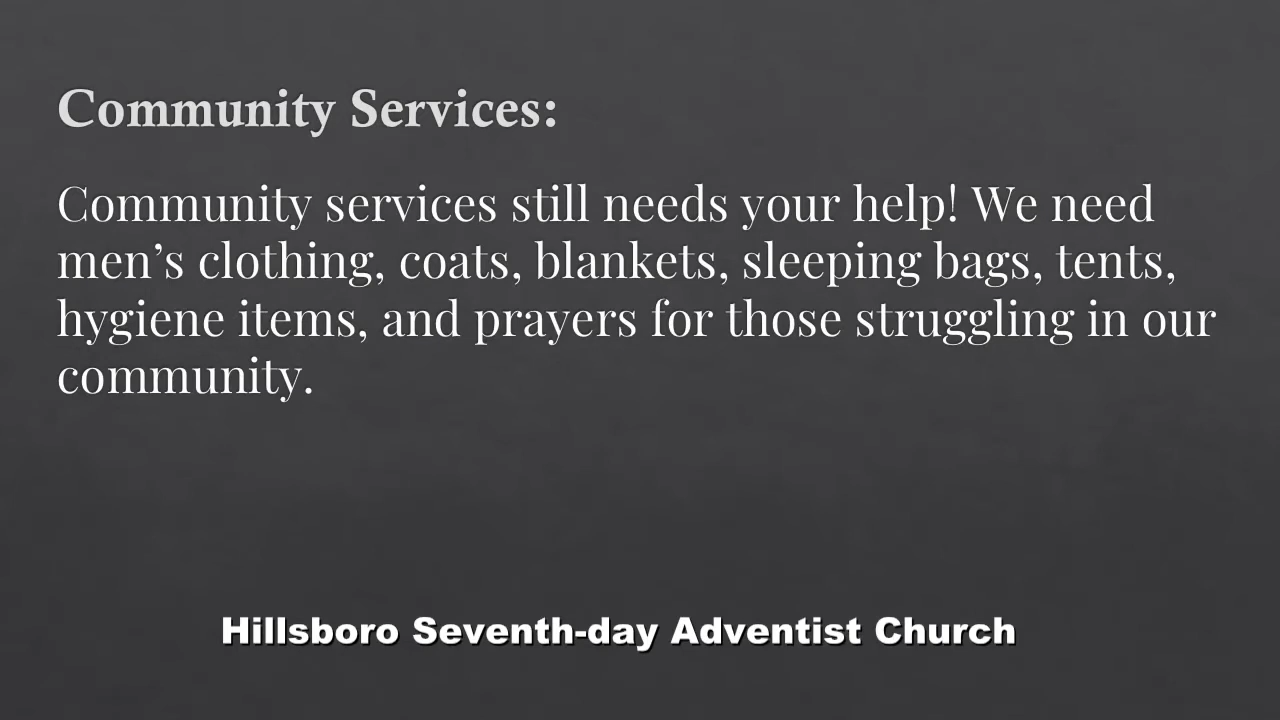 Community Services:
Community services still needs your help! We need
men’s clothing, coats, blankets, sleeping bags, tents,
hygiene items, and prayers for those struggling in our
community.
Hillsboro Seventh-day Adventist Church